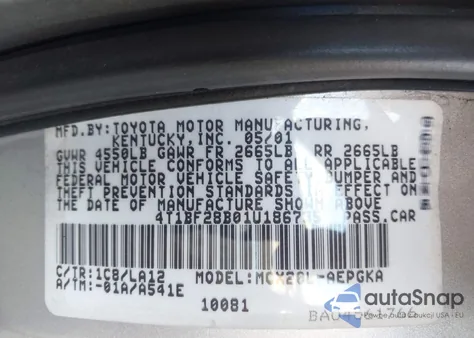 MFD.BY: TOYOTA MOTOR MANUFACTURING,
KENTUCKY, INC. 05/01
GVWR 4550LB GAWR FR 2665LB RR 2665LB
THIS VEHICLE CONFORMS TO ALL APPLICABLE
FEDERAL MOTOR VEHICLE SAFETY, BUMPER AND
THEFT PREVENTION STANDARDS IN EFFECT ON
THE DATE OF MANUFACTURE SHOWN ABOVE
PASS.CAR
C/TR: 1C8/LA12 MODEL:
A/TM: -01A/A541E
10081
autoSnap